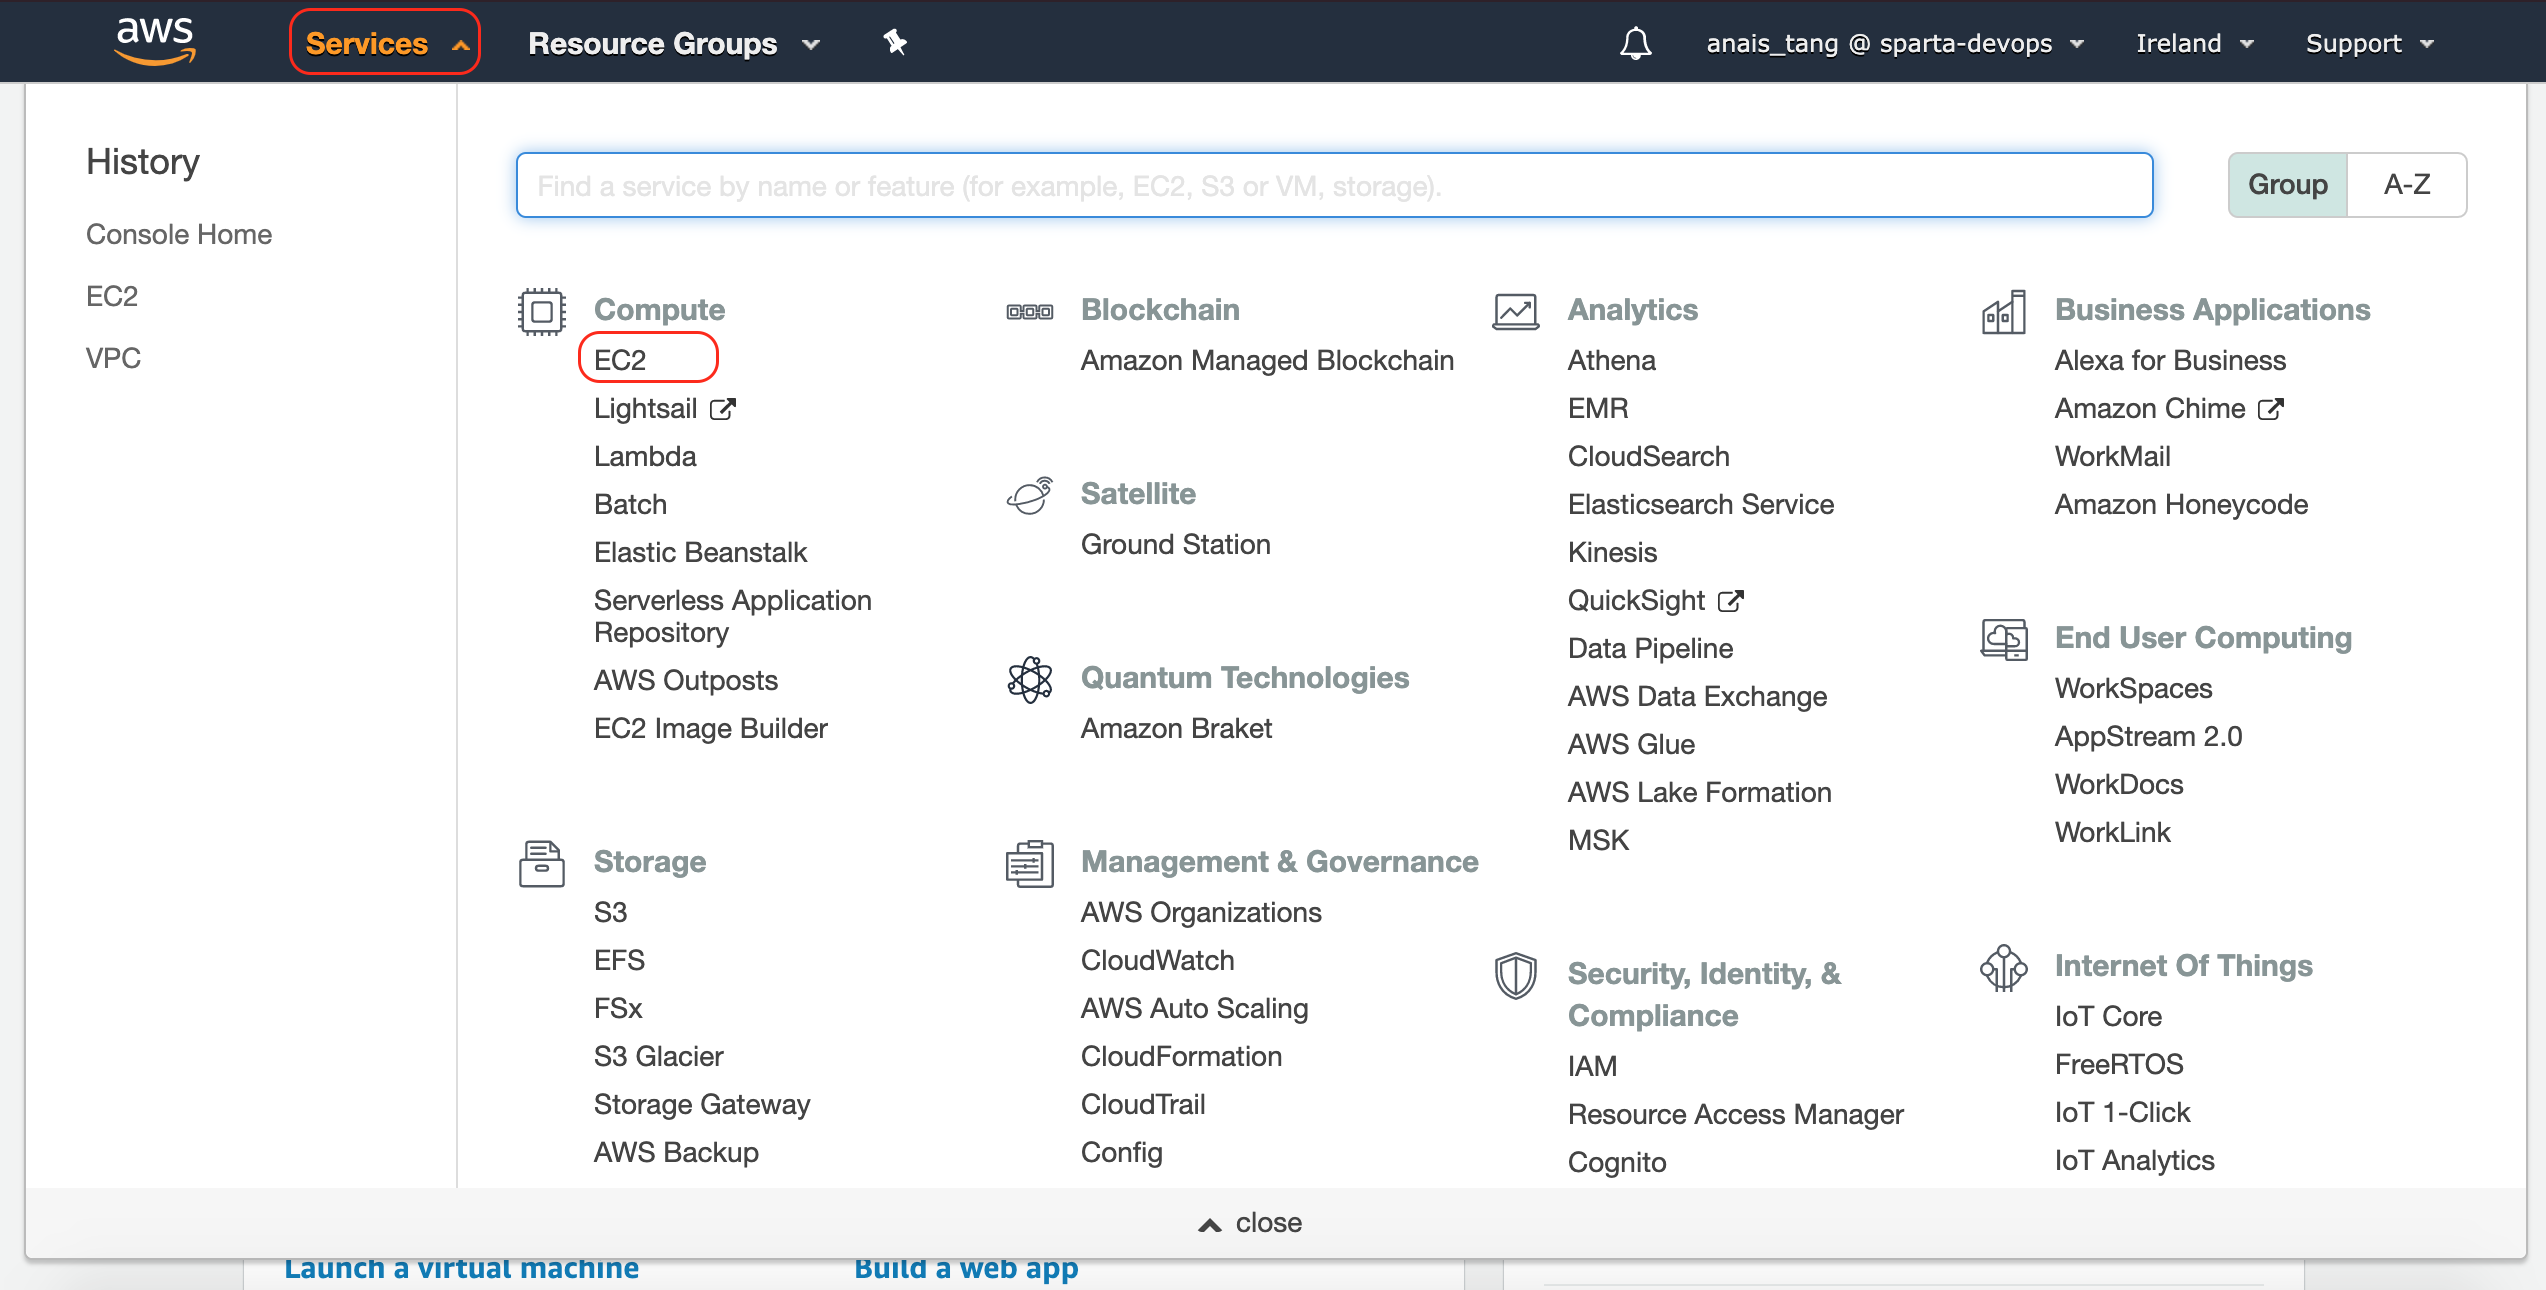 aws
Services
Resource Groups
anais_tang @ sparta-devops
Ireland
Support
History
Console Home
EC2
VPC
Find a service by name or feature (for example, EC2, S3 or VM, storage).
Group
A-Z
Compute
EC2
Lightsail
Lambda
Batch
Elastic Beanstalk
Serverless Application
Repository
AWS Outposts
EC2 Image Builder
Storage
S3
EFS
FSx
S3 Glacier
Storage Gateway
AWS Backup
Blockchain
Amazon Managed Blockchain
Satellite
Ground Station
Quantum Technologies
Amazon Braket
Management & Governance
AWS Organizations
CloudWatch
AWS Auto Scaling
CloudFormation
CloudTrail
Config
Analytics
Athena
EMR
CloudSearch
Elasticsearch Service
Kinesis
QuickSight
Data Pipeline
AWS Data Exchange
AWS Glue
AWS Lake Formation
MSK
Security, Identity, &
Compliance
IAM
Resource Access Manager
Cognito
Business Applications
Alexa for Business
Amazon Chime
WorkMail
Amazon Honeycode
End User Computing
WorkSpaces
AppStream 2.0
WorkDocs
WorkLink
Internet Of Things
IoT Core
FreeRTOS
IoT 1-Click
IoT Analytics
close
Launch a virtual machine
Build a web app